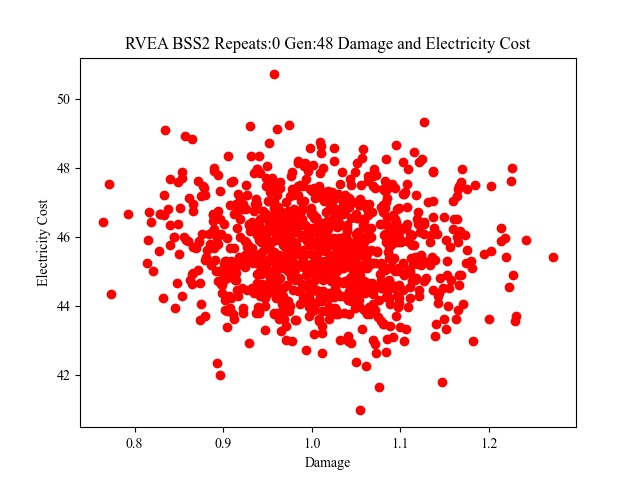 RVEA BSS2 Repeats:0 Gen:48 Damage and Electricity Cost
50
48
46
44
42
Electricity Cost
0.8 0.9 1.0 1.1 1.2
Damage